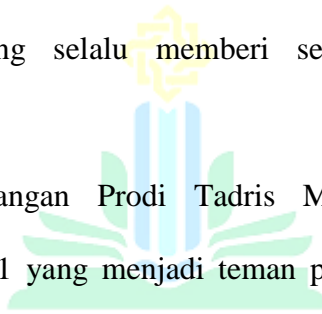 ng selalu memberi se
angan Prodi Tadris M
1 yang menjadi teman p